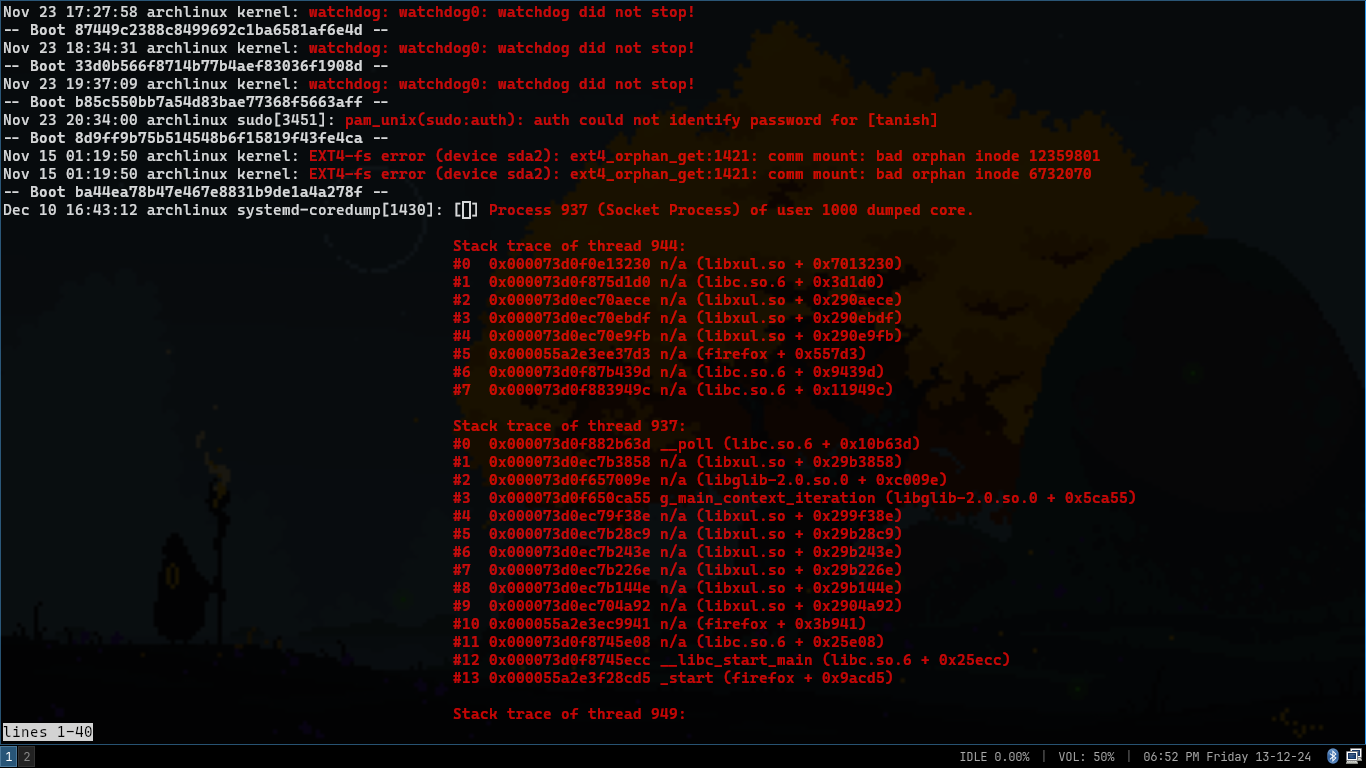 Nov 23 17:27:58 archlinux kernel: watchdog: watchdog0: watchdog did not stop!
-- Boot 87449c2388c8499692c1ba6581af6e4d --
Nov 23 18:34:31 archlinux kernel: watchdog: watchdog0: watchdog did not stop!
-- Boot 33d0b566f8714b77b4aef83036f1908d --
Nov 23 19:37:09 archlinux kernel: watchdog: watchdog0: watchdog did not stop!
-- Boot b85c550bb7a54d83bae77368f5663aff --
Nov 23 20:34:00 archlinux sudo[3451]: pam_unix(sudo:auth): auth could not identify password for [tanish]
-- Boot 8d9ff9b75b514548b6f15819f43fe4ca --
Nov 15 01:19:50 archlinux kernel: EXT4-fs error (device sda2): ext4_orphan_get:1421: comm mount: bad orphan inode 12359801
Nov 15 01:19:50 archlinux kernel: EXT4-fs error (device sda2): ext4_orphan_get:1421: comm mount: bad orphan inode 6732070
-- Boot ba44ea78b47e467e8831b9de1a4a278f --
Dec 10 16:43:12 archlinux systemd-coredump[1430]: [] Process 937 (Socket Process) of user 1000 dumped core.
Stack trace of thread 944:
#0  0x000073d0f0e13230 n/a (libxul.so + 0x7013230)
#1  0x000073d0f875d1d0 n/a (libc.so.6 + 0x3d1d0)
#2  0x000073d0ec70aece n/a (libxul.so + 0x290aece)
#3  0x000073d0ec70ebdf n/a (libxul.so + 0x290ebdf)
#4  0x000073d0ec70e9fb n/a (libxul.so + 0x290e9fb)
#5  0x000055a2e3ee37d3 n/a (firefox + 0x557d3)
#6  0x000073d0f87b439d n/a (libc.so.6 + 0x9439d)
#7  0x000073d0f883949c n/a (libc.so.6 + 0x11949c)
Stack trace of thread 937:
#0  0x000073d0f882b63d __poll (libc.so.6 + 0x10b63d)
#1  0x000073d0ec7b3858 n/a (libxul.so + 0x29b3858)
#2  0x000073d0f657009e n/a (libglib-2.0.so.0 + 0xc009e)
#3  0x000073d0f650ca55 g_main_context_iteration (libglib-2.0.so.0 + 0x5ca55)
#4  0x000073d0ec79f38e n/a (libxul.so + 0x299f38e)
#5  0x000073d0ec7b28c9 n/a (libxul.so + 0x29b28c9)
#6  0x000073d0ec7b243e n/a (libxul.so + 0x29b243e)
#7  0x000073d0ec7b226e n/a (libxul.so + 0x29b226e)
#8  0x000073d0ec7b144e n/a (libxul.so + 0x29b144e)
#9  0x000073d0ec704a92 n/a (libxul.so + 0x2904a92)
#10 0x000055a2e3ec9941 n/a (firefox + 0x3b941)
#11 0x000073d0f8745e08 n/a (libc.so.6 + 0x25e08)
#12 0x000073d0f8745ecc __libc_start_main (libc.so.6 + 0x25ecc)
#13 0x000055a2e3f28cd5 _start (firefox + 0x9acd5)
Stack trace of thread 949:
lines 1-40
1 2 IDLE 0.00% | VOL: 50% | 06:52 PM Friday 13-12-24